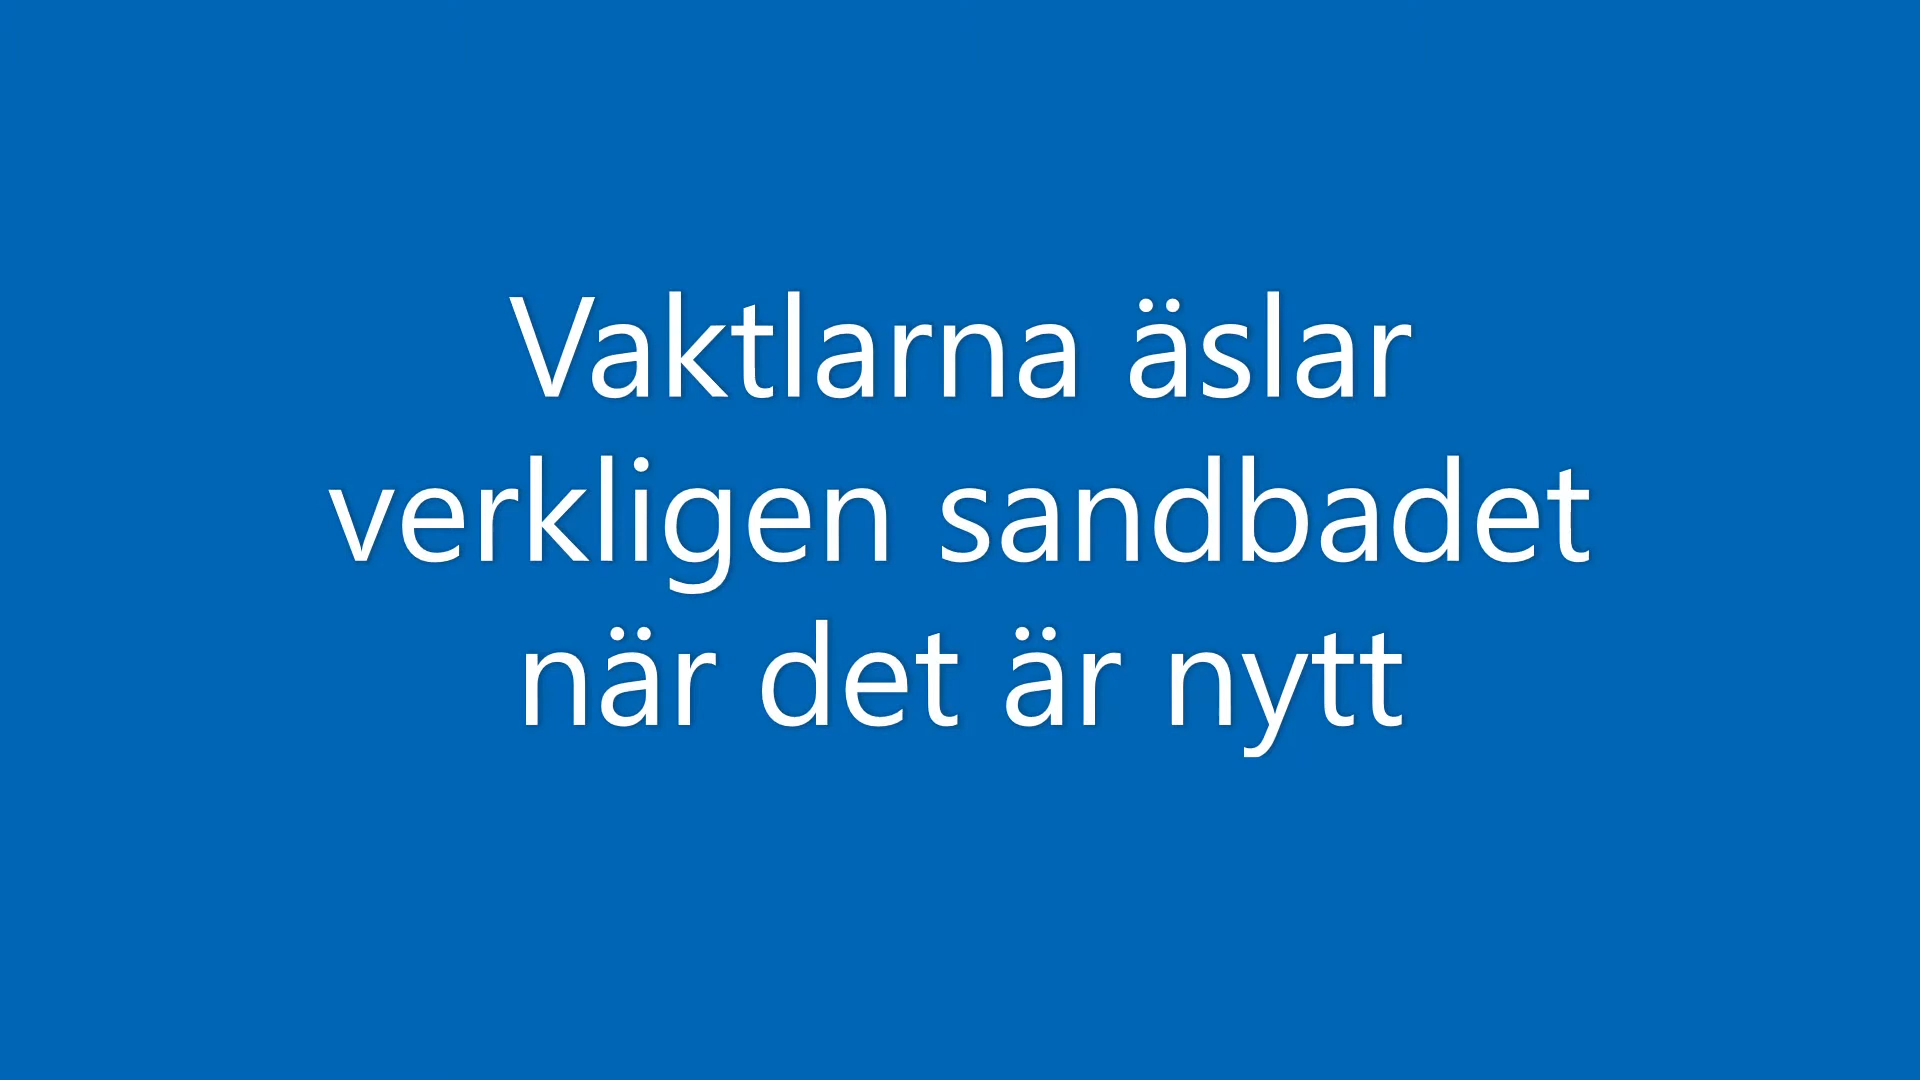 Vaktlarna äslar
verkligen sandbadet
när det är nytt